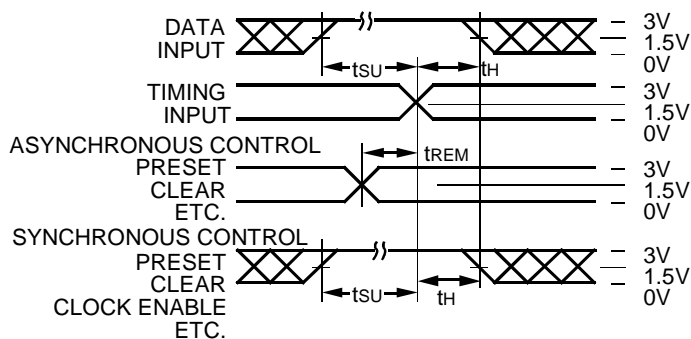 DATA INPUT
3V
1.5V
0V
tSU
tH
TIMING INPUT
3V
1.5V
0V
ASYNCHRONOUS CONTROL
PRESET
CLEAR
ETC.
tREM
3V
1.5V
0V
SYNCHRONOUS CONTROL
PRESET
CLEAR
CLOCK ENABLE
ETC.
tSU
tH
3V
1.5V
0V